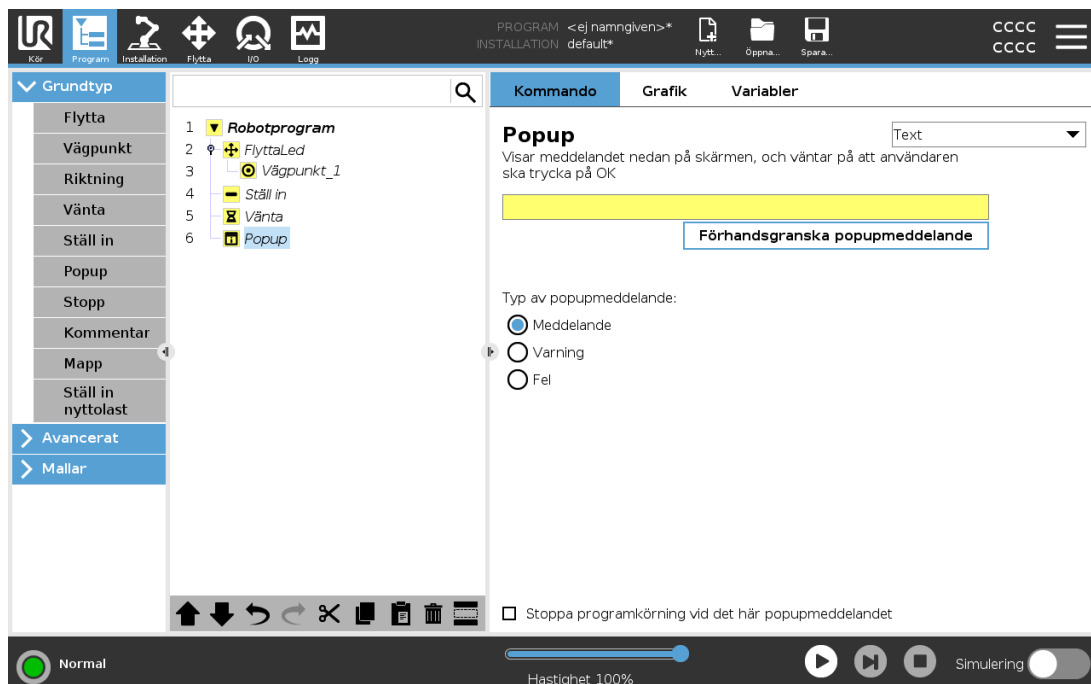 PROGRAM <ej namngiven>*
INSTALLATION default*
CCCC
CCCC
UR
Kör
Program
Installation
Flytta
I/O
Logg
Nytt...
Öppna...
Spara...
Grundtyp
Flytta
Vägpunkt
Riktning
Vänta
Ställ in
Popup
Stopp
Kommentar
Mapp
Ställ in
nyttolast
Avancerat
Mallar
1 Robotprogram
2 FlyttaLed
3 Vägpunkt_1
4 Ställ in
5 Vänta
6 Popup
Kommando Grafik Variabler
Popup
Text
Visar meddelandet nedan på skärmen, och väntar på att användaren
ska trycka på OK
Förhandsgranska popupmeddelande
Typ av popupmeddelande:
Meddelande
Varning
Fel
Stoppa programkörning vid det här popupmeddelandet
Normal
Hastighet 100%
Simulering